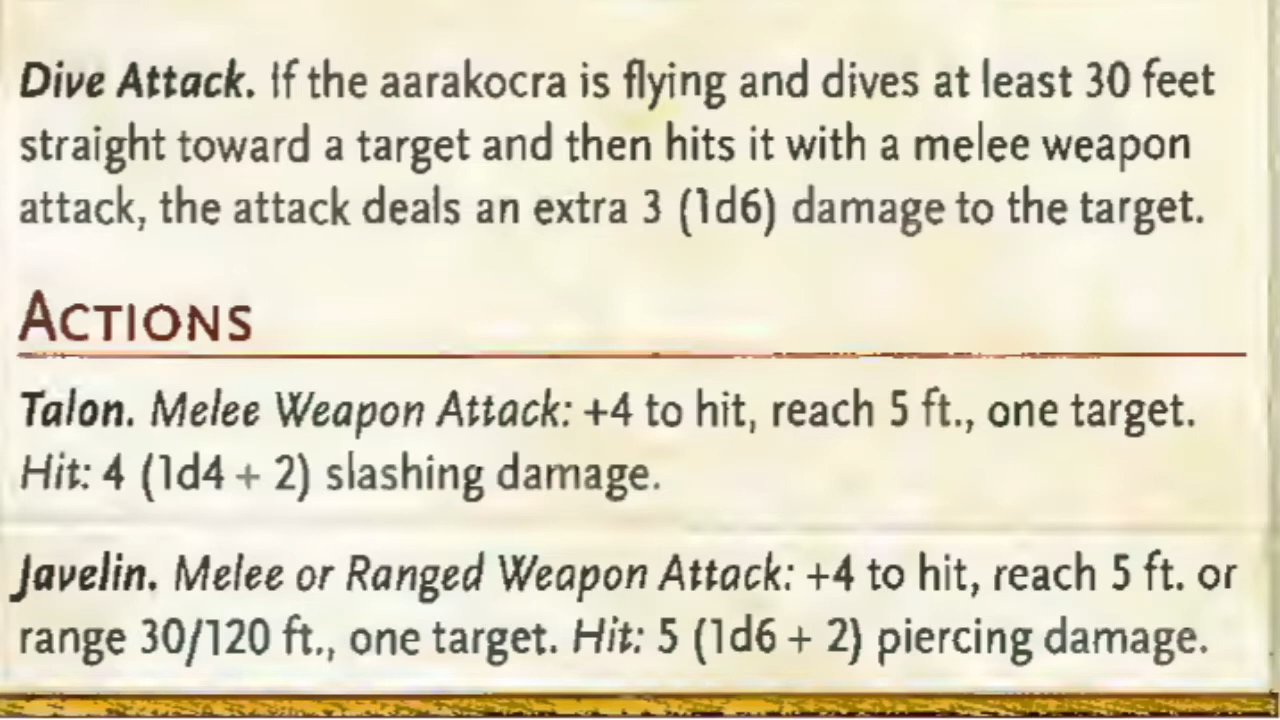 Dive Attack. If the aarakocra is flying and dives at least 30 feet
straight toward a target and then hits it with a melee weapon
attack, the attack deals an extra 3 (1d6) damage to the target.
ACTIONS
Talon. Melee Weapon Attack: +4 to hit, reach 5 ft., one target.
Hit: 4 (1d4 + 2) slashing damage.
Javelin. Melee or Ranged Weapon Attack: +4 to hit, reach 5 ft. or
range 30/120 ft., one target. Hit: 5 (1d6 + 2) piercing damage.